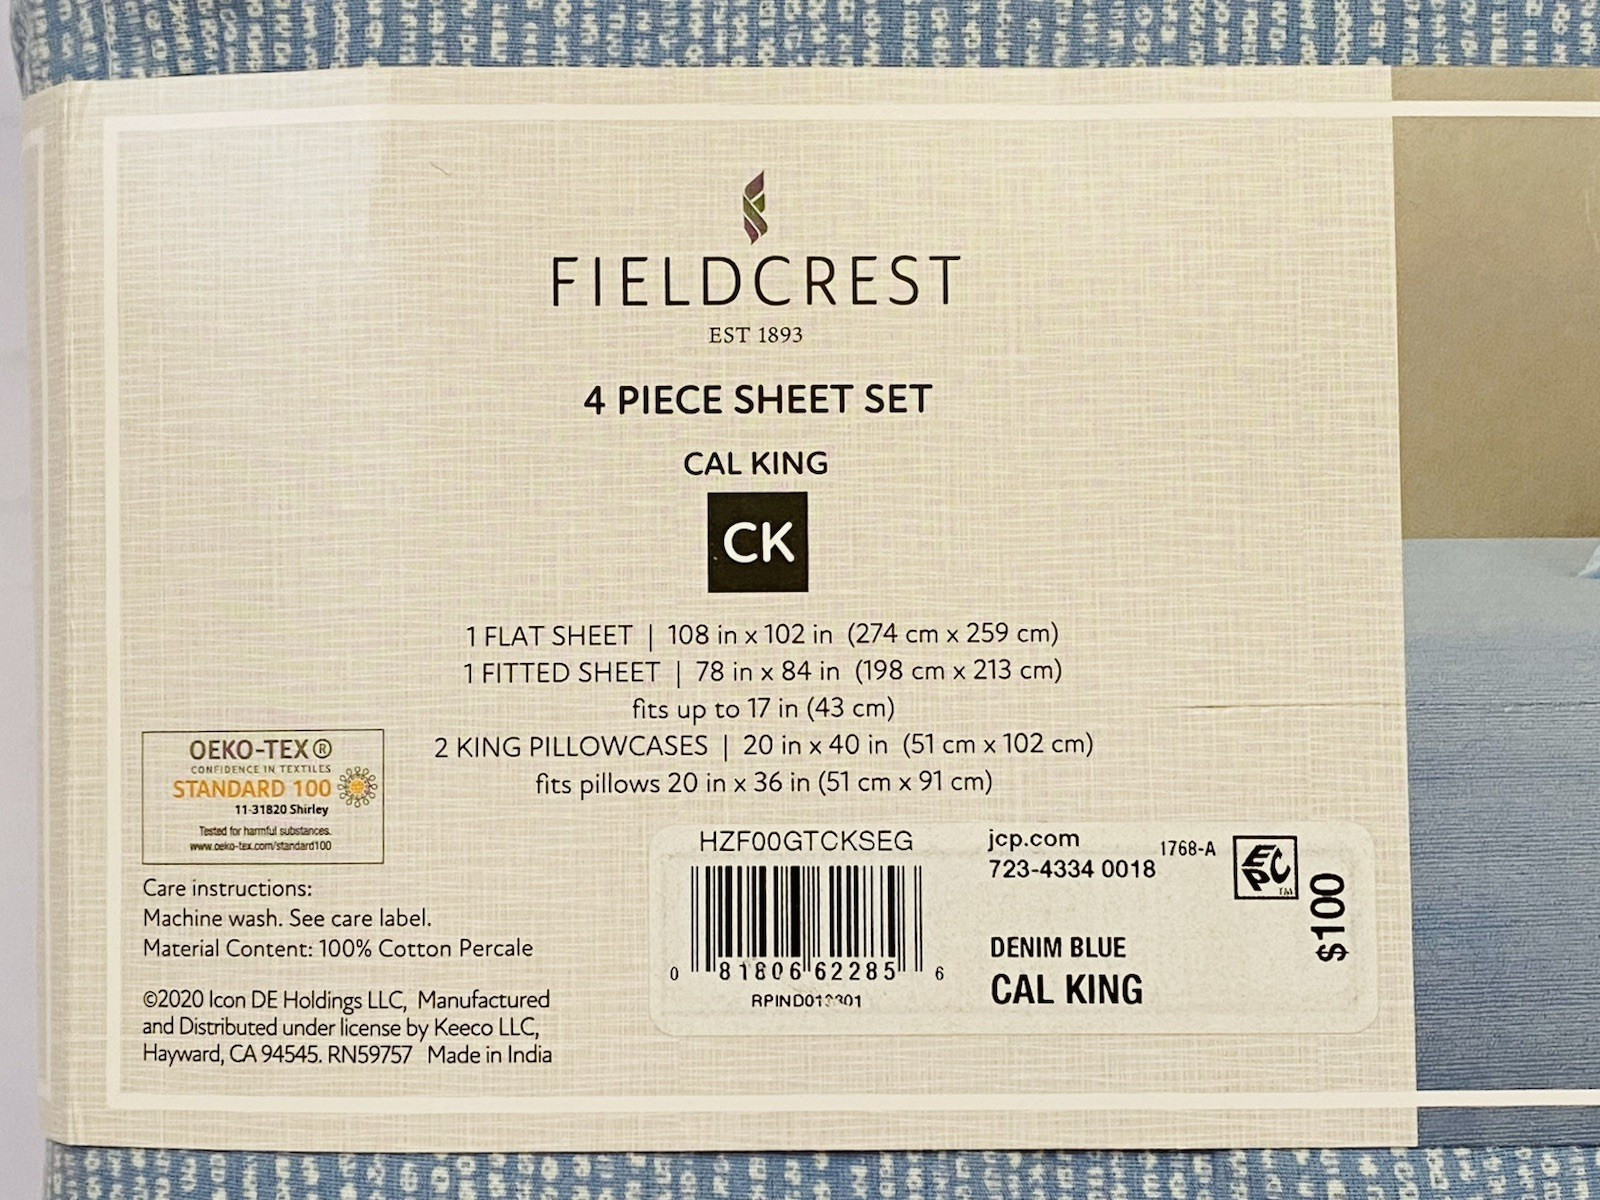 FIELDCREST
EST 1893
4 PIECE SHEET SET
CAL KING
CK
1 FLAT SHEET | 108 in x 102 in (274 cm x 259 cm)
1 FITTED SHEET | 78 in x 84 in (198 cm x 213 cm)
fits up to 17 in (43 cm)
2 KING PILLOWCASES | 20 in x 40 in (51 cm x 102 cm)
fits pillows 20 in x 36 in (51 cm x 91 cm)
OEKO-TEX®
CONFIDENCE IN TEXTILES
STANDARD 100
11-31820 Shirley
Tested for harmful substances.
www.oeko-tex.com/standard100
Care instructions:
Machine wash. See care label.
Material Content: 100% Cotton Percale
©2020 Icon DE Holdings LLC, Manufactured
and Distributed under license by Keeco LLC,
Hayward, CA 94545. RN59757 Made in India
HZF00GTCKSEG
0 81806 62285 6
jcp.com
723-4334 0018 1768-A
EPC TM
$100
DENIM BLUE
CAL KING